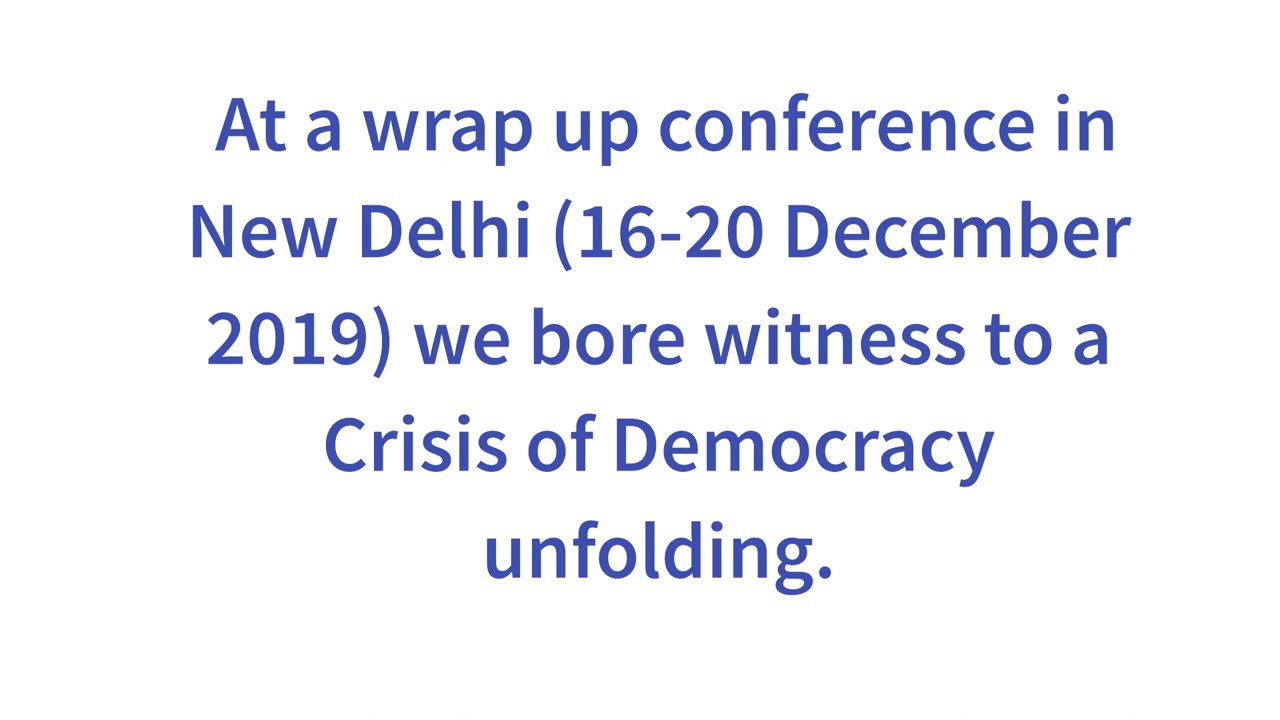 At a wrap up conference in
New Delhi (16-20 December
2019) we bore witness to a
Crisis of Democracy
unfolding.